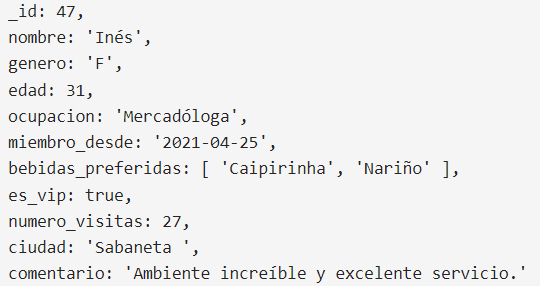 _id: 47,
nombre: 'Inés',
genero: 'F',
edad: 31,
ocupacion: 'Mercadóloga',
miembro_desde: '2021-04-25',
bebidas_preferidas: [ 'Caipirinha', 'Nariño' ],
es_vip: true,
numero_visitas: 27,
ciudad: 'Sabaneta ',
comentario: 'Ambiente increíble y excelente servicio.'